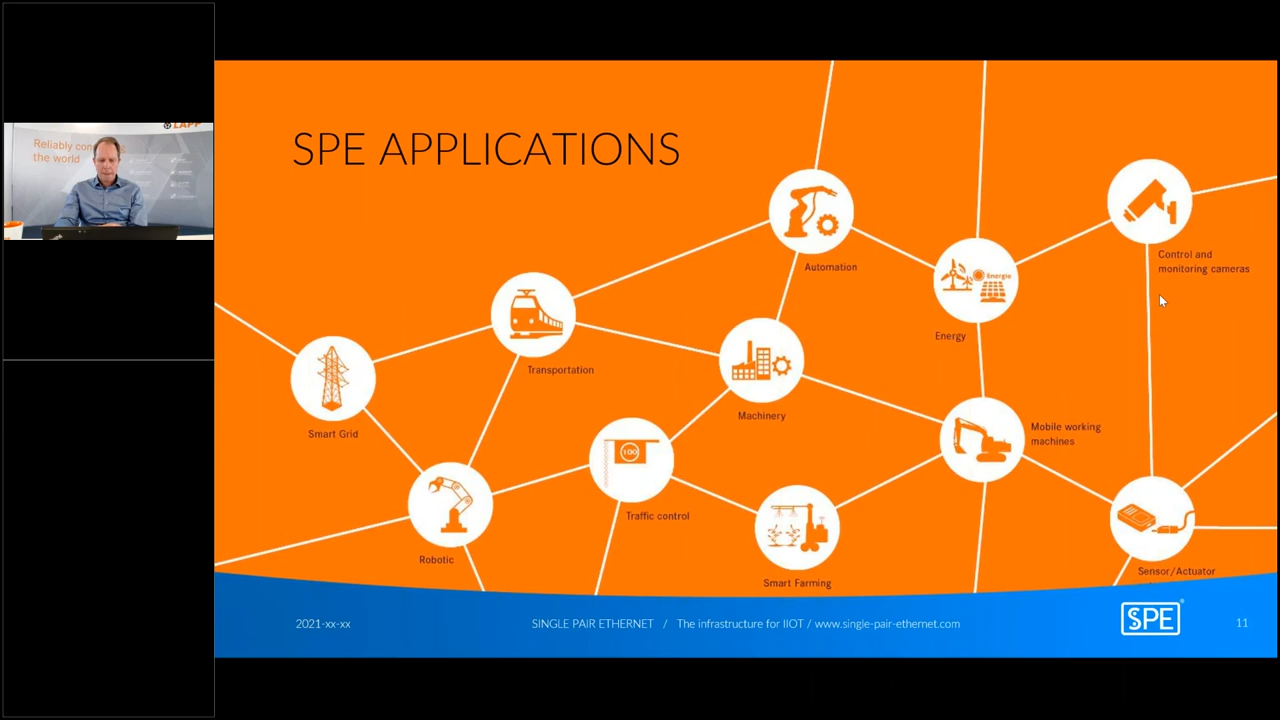 LAPP
Reliably con
the world
SPE APPLICATIONS
Automation
Energie
Control and
monitoring cameras
Energy
Transportation
Machinery
Smart Grid
Mobile working
machines
100
Traffic control
Robotic
Smart Farming
Sensor/Actuator
2021-xx-xx
SINGLE PAIR ETHERNET / The infrastructure for IIOT / www.single-pair-ethernet.com
SPE®
11